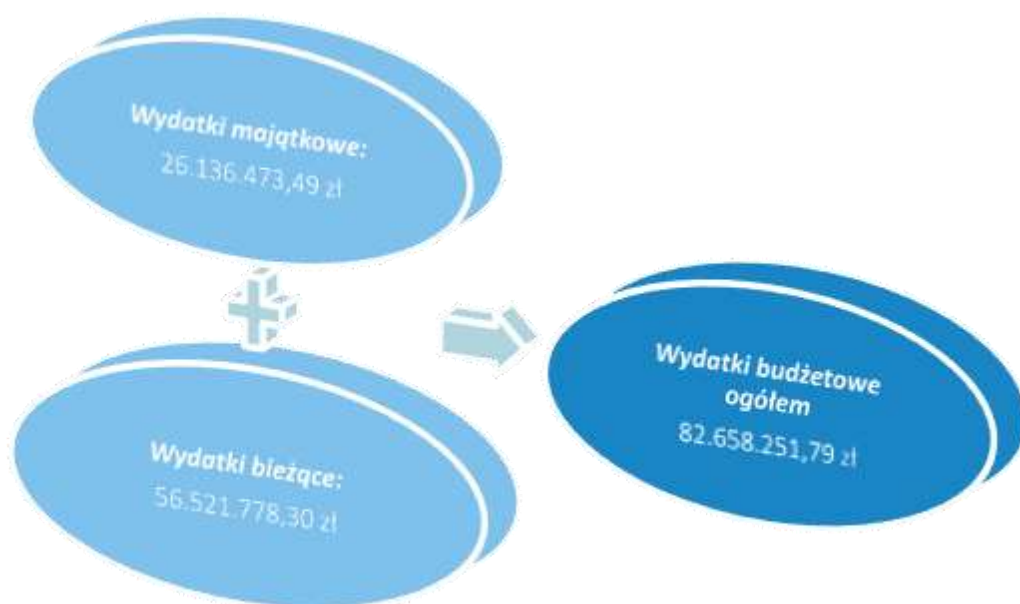 Wydatki majątkowe:
26.136.473,49 zł
Wydatki bieżące:
56.521.778,30 zł
Wydatki budżetowe
ogółem
82.658.251,79 zł